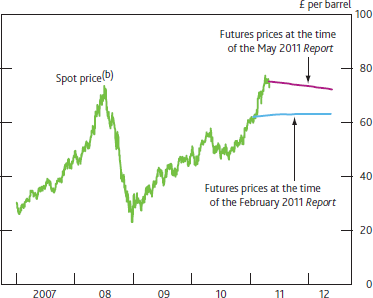 £ per barrel
100
Futures prices at the time
of the May 2011 Report
80
Spot price(b)
60
40
Futures prices at the time
of the February 2011 Report
20
0
2007 08 09 10 11 12